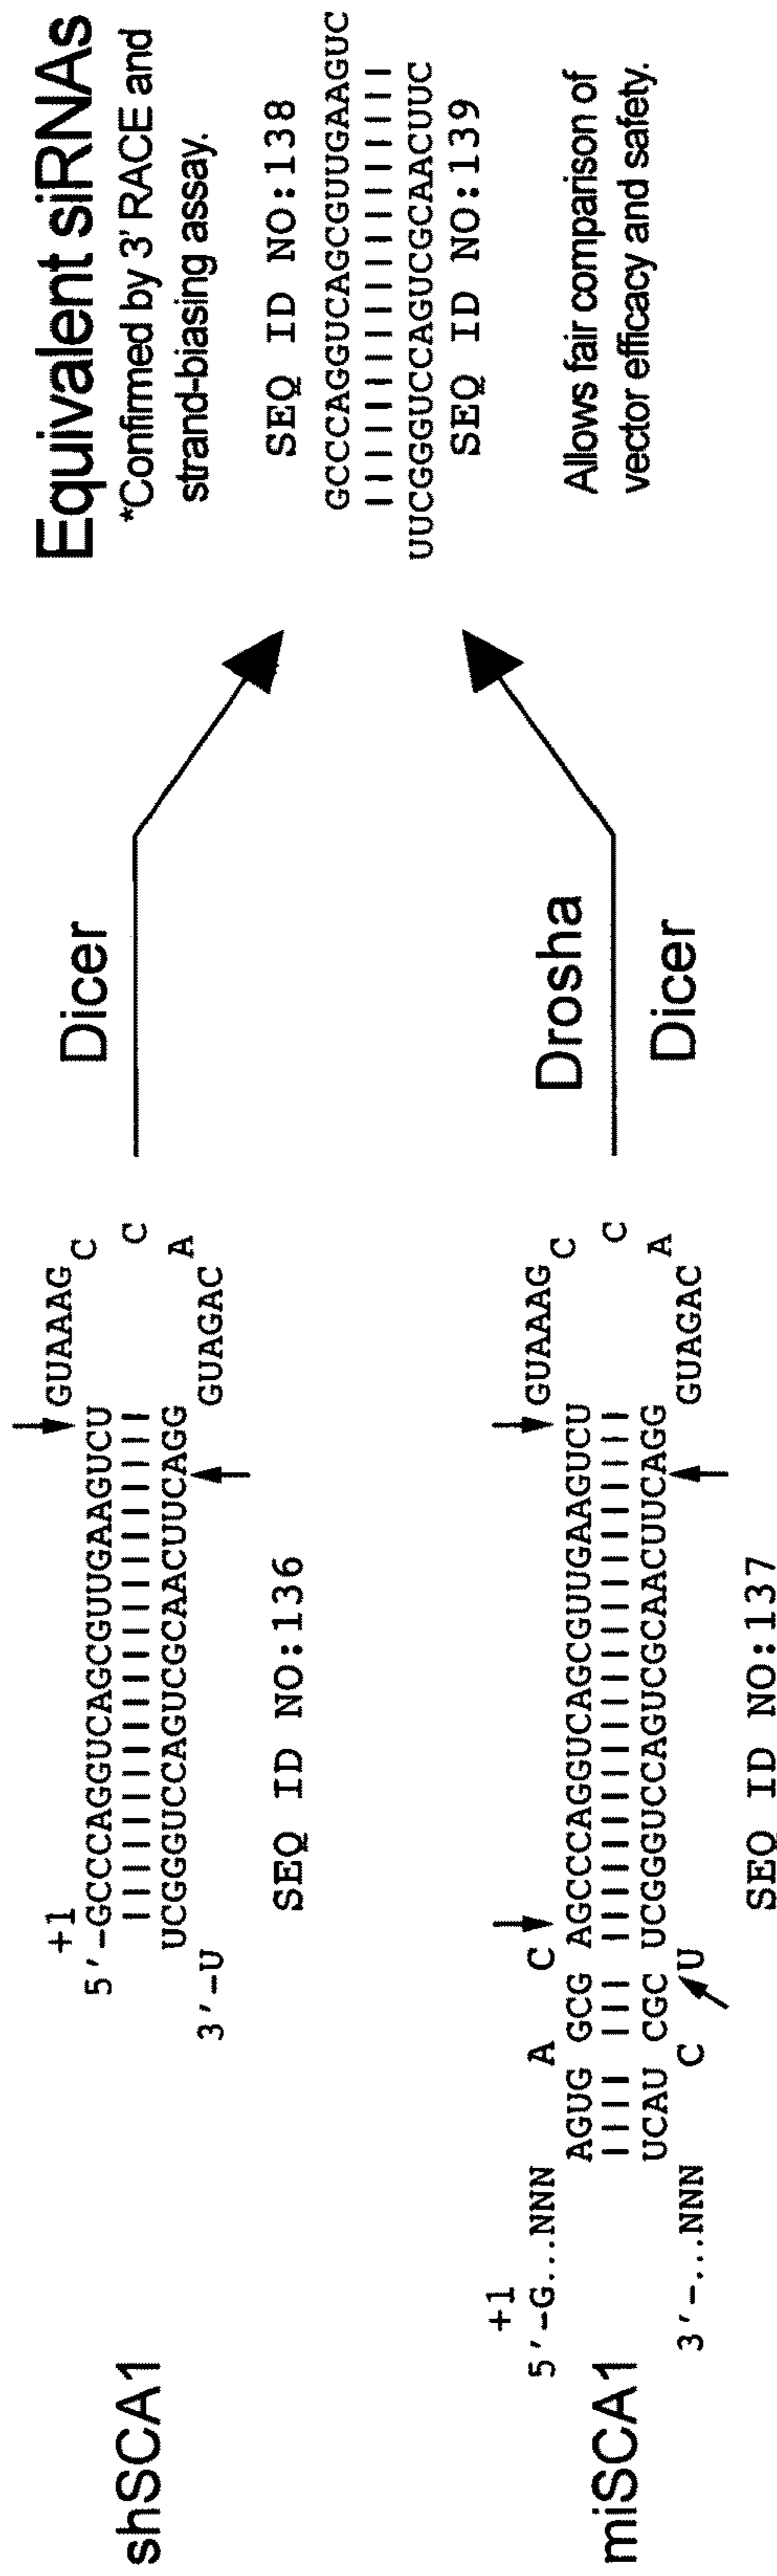 shSCA1
+1
GUAAAG
5'-GCCCAGGUCAGCGUUGAAGUCU
C
C
UCGGGUCCAGUCGCAACUUCAGG
A
3'-U
GUAGAC
SEQ ID NO:136
Dicer
miSCA1
+1
5'-G...NNN
A
C
GUAAAG
AGUG GCG AGCCCAGGUCAGCGUUGAAGUCU
C
C
UCAU CGC UCGGGUCCAGUCGCAACUUCAGG
A
3'-...NNN
C
U
GUAGAC
SEQ ID NO:137
Drosha
Dicer
Equivalent siRNAs
*Confirmed by 3' RACE and
strand-biasing assay.
SEQ ID NO:138
GCCCAGGUCAGCGUUGAAGUC
UUCGGGUCCAGUCGCAACUUC
SEQ ID NO:139
Allows fair comparison of
vector efficacy and safety.